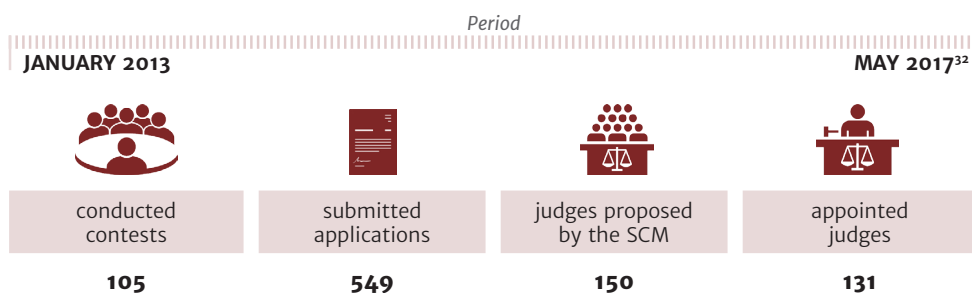 Period
JANUARY 2013
MAY 2017³²
conducted
contests
submitted
applications
judges proposed
by the SCM
appointed
judges
105
549
150
131